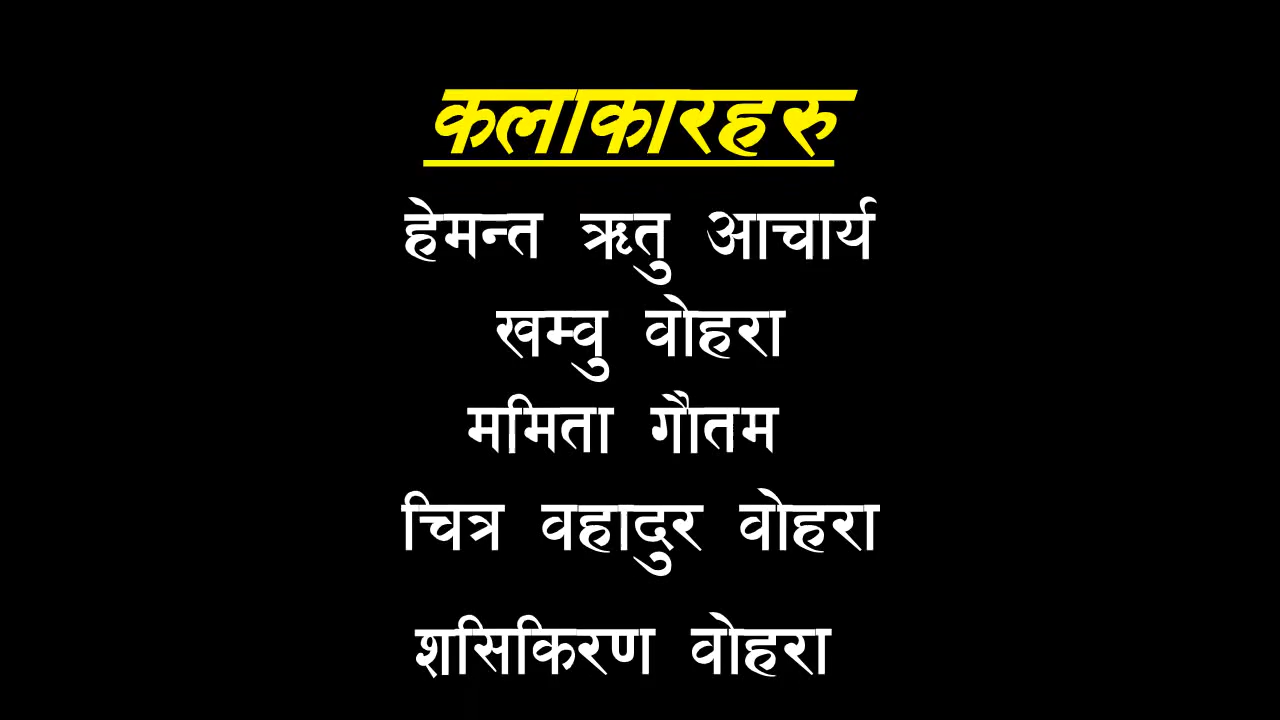 कलाकारहरु
हेमन्त ऋतु आचार्य
खम्वु वोहरा
ममिता गौतम
चित्र वहादुर वोहरा
शसिकिरण वोहरा